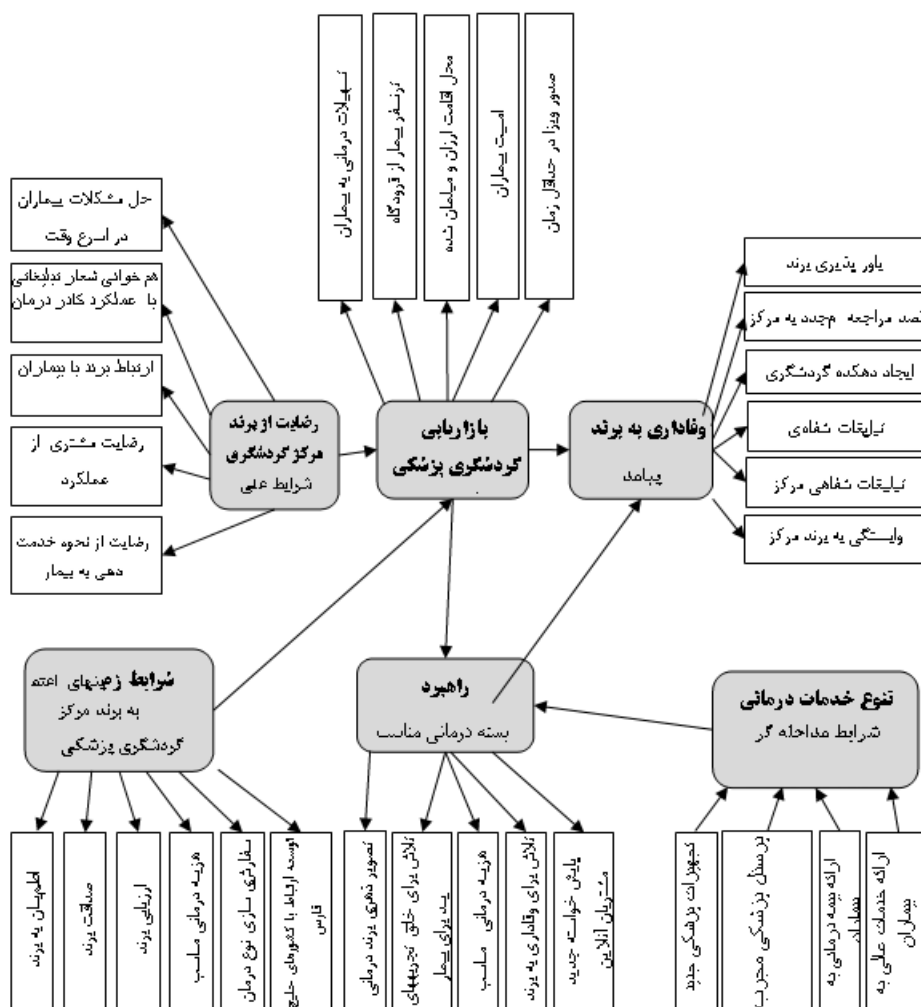 تسهیلات درمانی به بیماران
ترنسفر بیمار از فرودگاه
محل اقامت ارزان و مبلمان شده
امنیت بیماران
صدور ویزا در حداقل زمان
حل مشکلات بیماران
در اسرع وقت
هم خوانی شعار تبلیغاتی
با عملکرد کادر درمان
ارتباط برند با بیماران
رضایت مشتری از
عملکرد
رضایت از نحوه خدمت
دهی به بیمار
رضایت از برند
مرکز گردشگری
شرایط علی
بازاریابی
گردشگری پزشکی
وفاداری به برند
پیامد
باور پذیری برند
قصد مراجعه مجدد به مرکز
ایجاد دهکده گردشگری
تبلیغات شفاهی
تبلیغات شفاهی مرکز
وابستگی به برند مرکز
شرایط زمینهای اعتم
به برند مرکز
گردشگری پزشکی
راهبرد
بسته درمانی مناسب
تنوع خدمات درمانی
شرایط مداخله گر
اطمینان به برند
صداقت برند
ارزیابی برند
هزینه درمانی مناسب
سفارشی سازی نوع درمان
توسعه ارتباط با کشورهای خلیج
فارس
تصویر ذهنی برند درمانی
تلاش برای خلق تجربههای
بیمار
هزینه درمانی مناسب
تلاش برای وفاداری به برند
پایش خواسته جدید
مشتریان آنلاین
تجهیزات پزشکی جدید
پرسنل پزشکی مجرب
ارائه بیمه درمانی به
بیماران
ارائه خدمات عالی به
بیماران